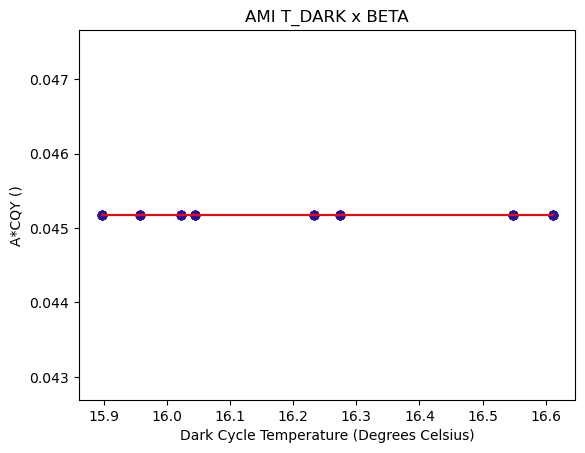 AMI T_DARK x BETA
A*CQY ()
0.047
0.046
0.045
0.044
0.043
15.9 16.0 16.1 16.2 16.3 16.4 16.5 16.6
Dark Cycle Temperature (Degrees Celsius)